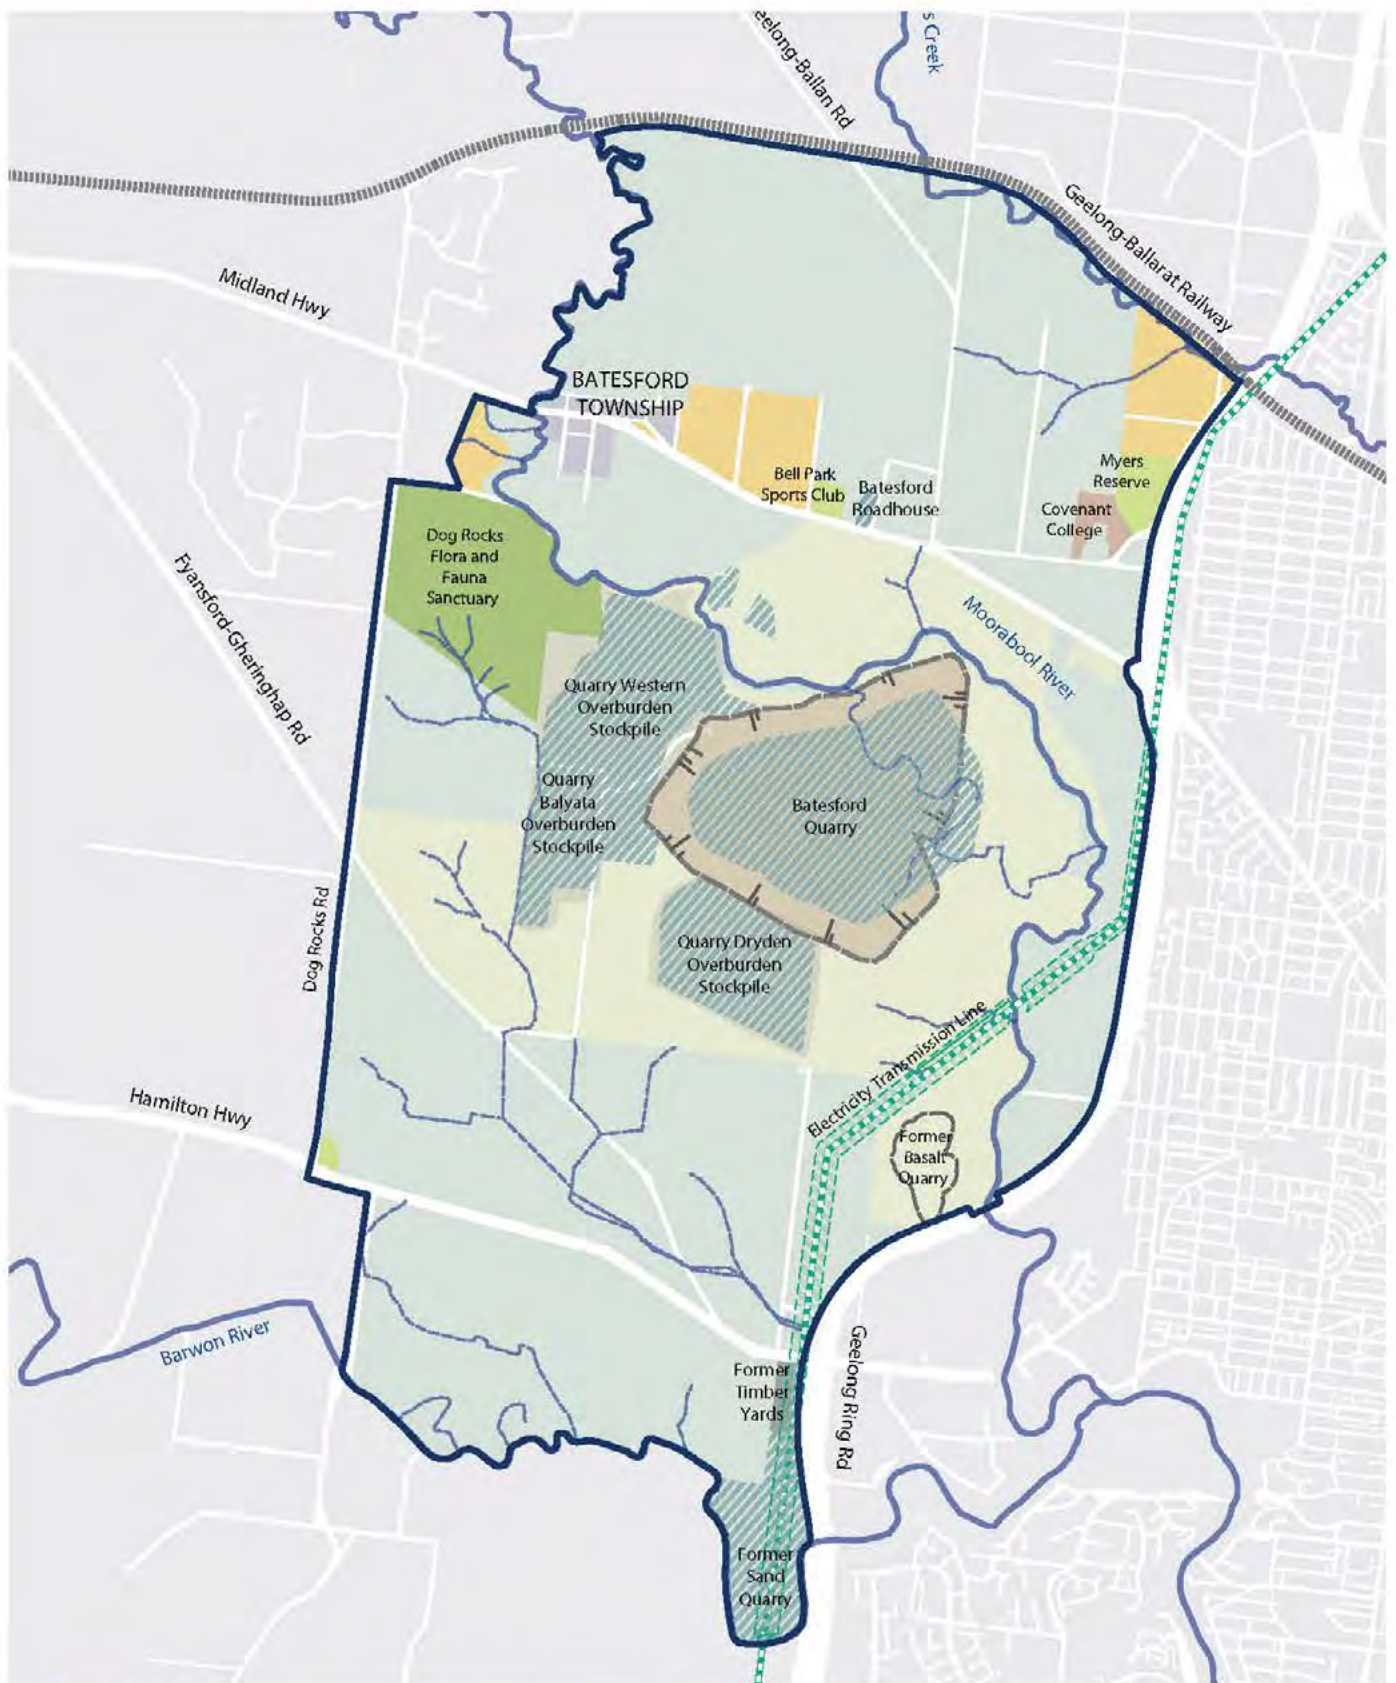 s Creek
eelong-Ballan Rd
Geelong-Ballarat Railway
Midland Hwy
BATESFORD
TOWNSHIP
Bell Park
Sports Club
Batesford
Roadhouse
Myers
Reserve
Covenant
College
Dog Rocks
Flora and
Fauna
Sanctuary
Fyansford-Gheringhap Rd
Moorabool River
Quarry Western
Overburden
Stockpile
Quarry
Balyata
Overburden
Stockpile
Batesford
Quarry
Dog Rocks Rd
Quarry Dryden
Overburden
Stockpile
Electricity Transmission Line
Hamilton Hwy
Former
Basalt
Quarry
Barwon River
Former
Timber
Yards
Geelong Ring Rd
Former
Sand
Quarry